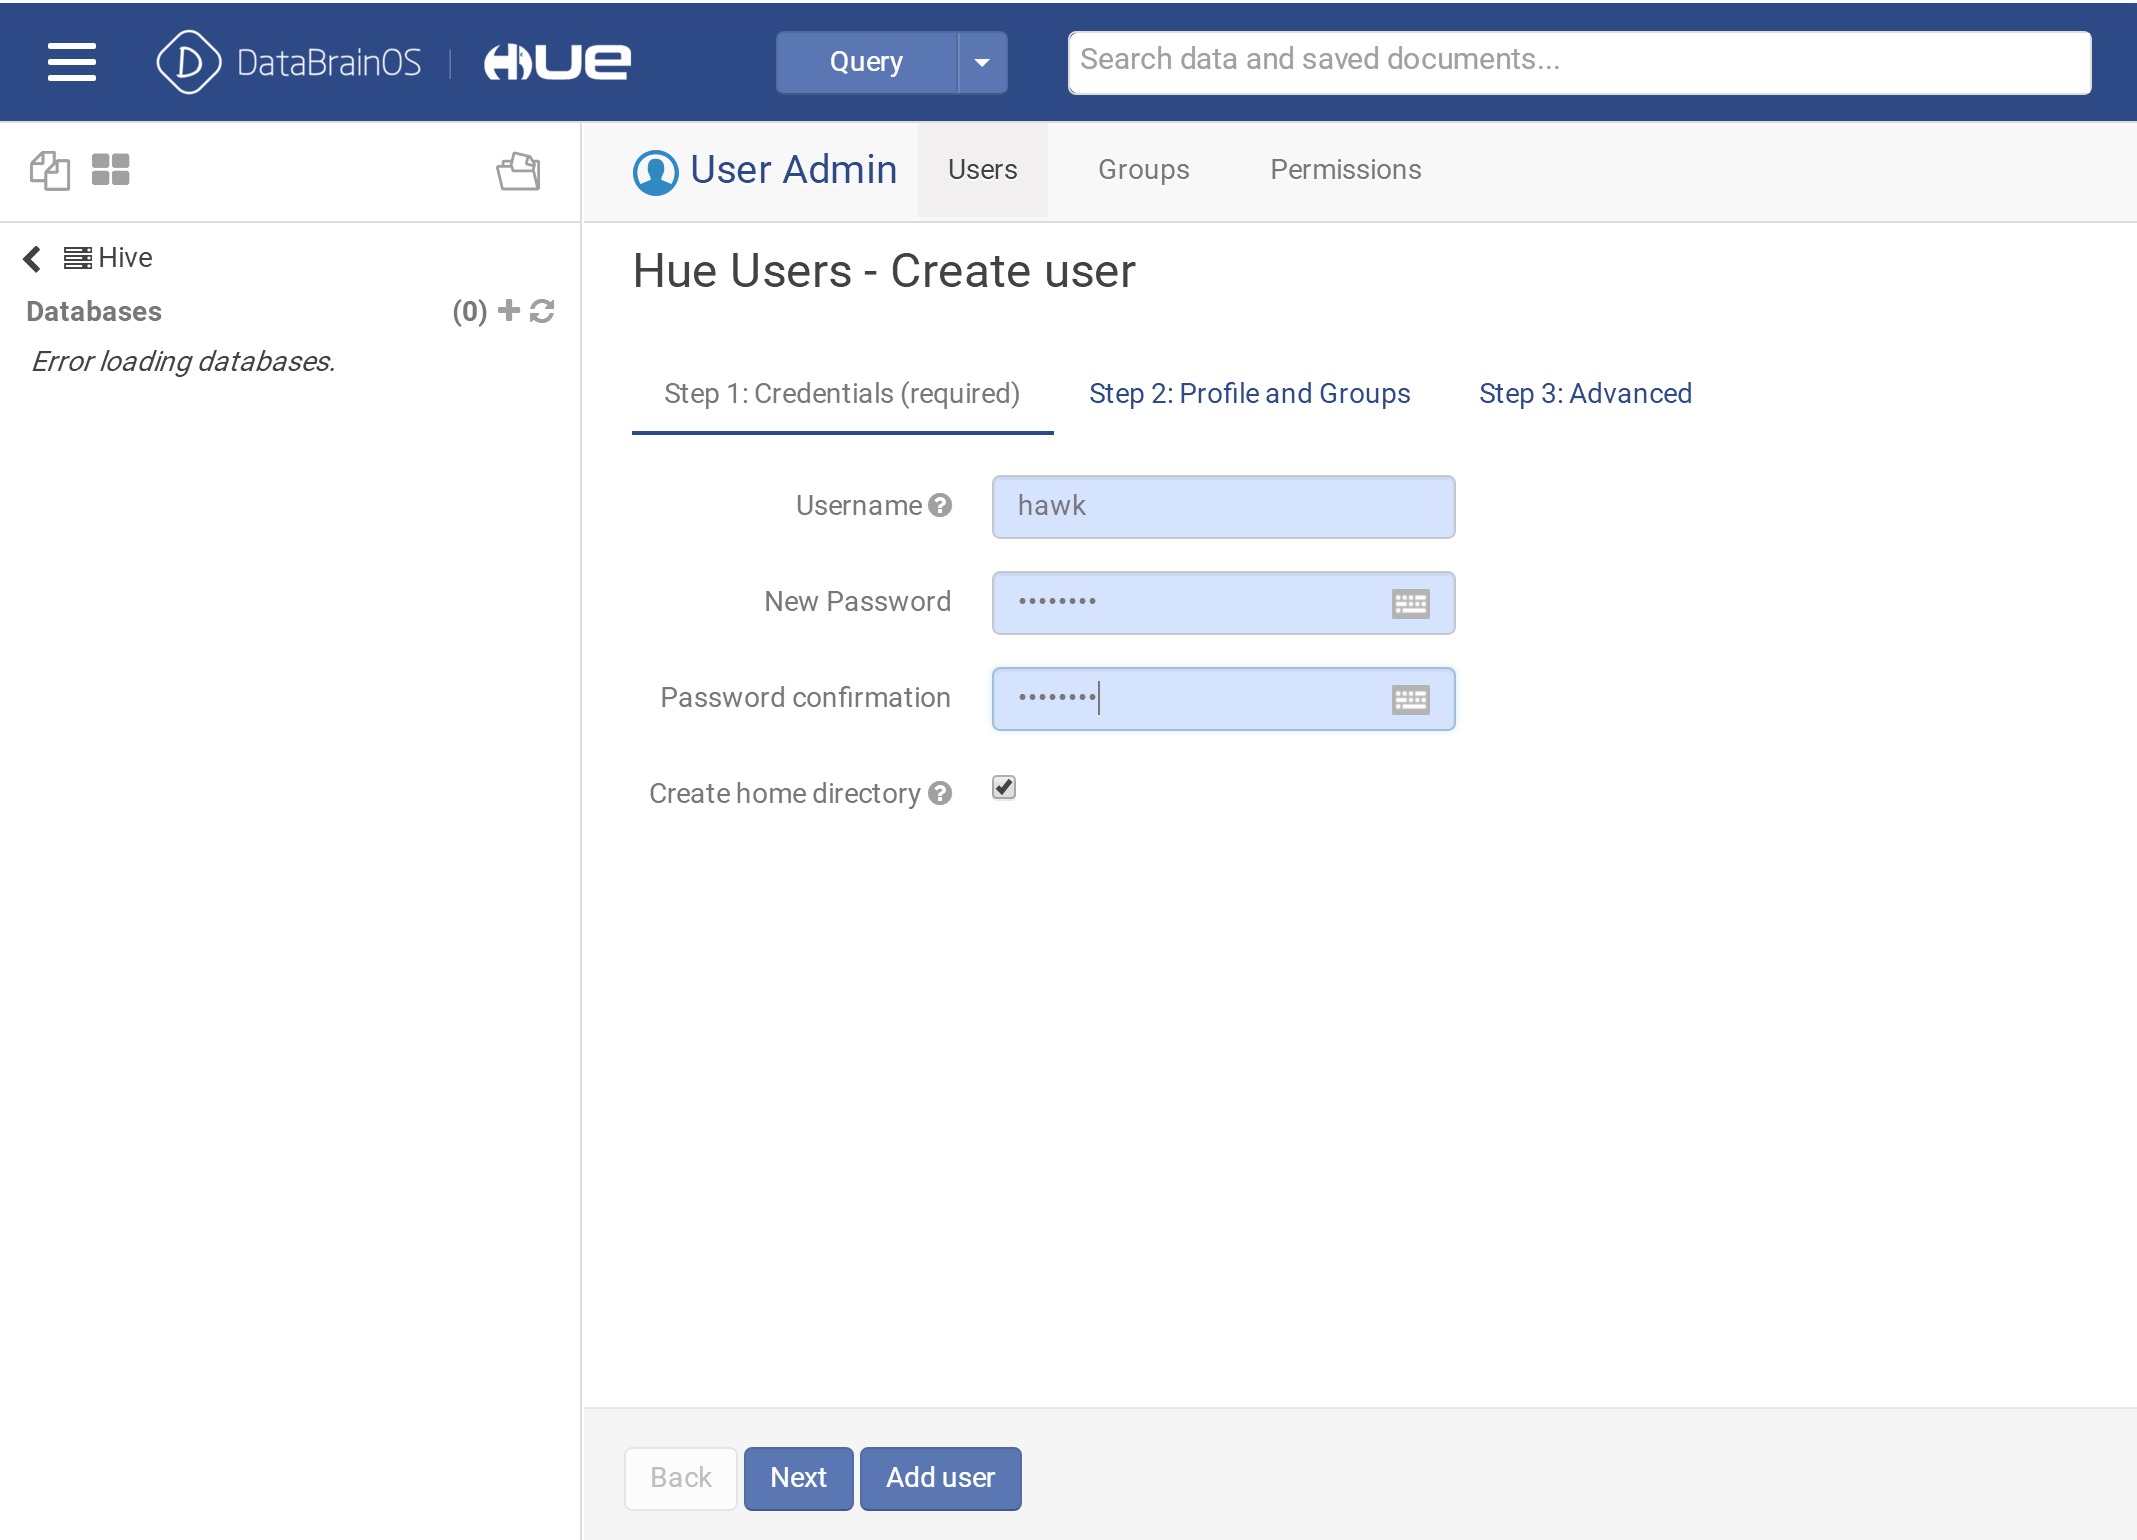 DataBrainOS | HUE
Query
Search data and saved documents...
User Admin
Users
Groups
Permissions
Hive
Databases
(0)
Error loading databases.
Hue Users - Create user
Step 1: Credentials (required)
Step 2: Profile and Groups
Step 3: Advanced
Username
hawk
New Password
••••••••
Password confirmation
••••••••
Create home directory
Back
Next
Add user